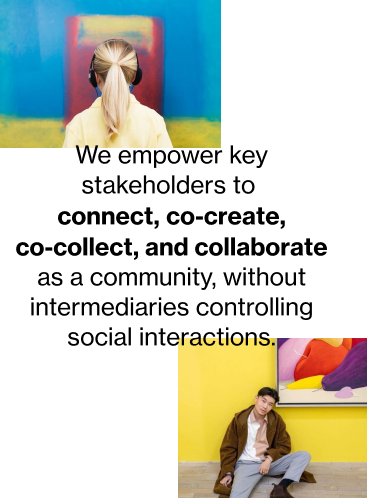 We empower key
stakeholders to
connect, co-create,
co-collect, and collaborate
as a community, without
intermediaries controlling
social interactions.